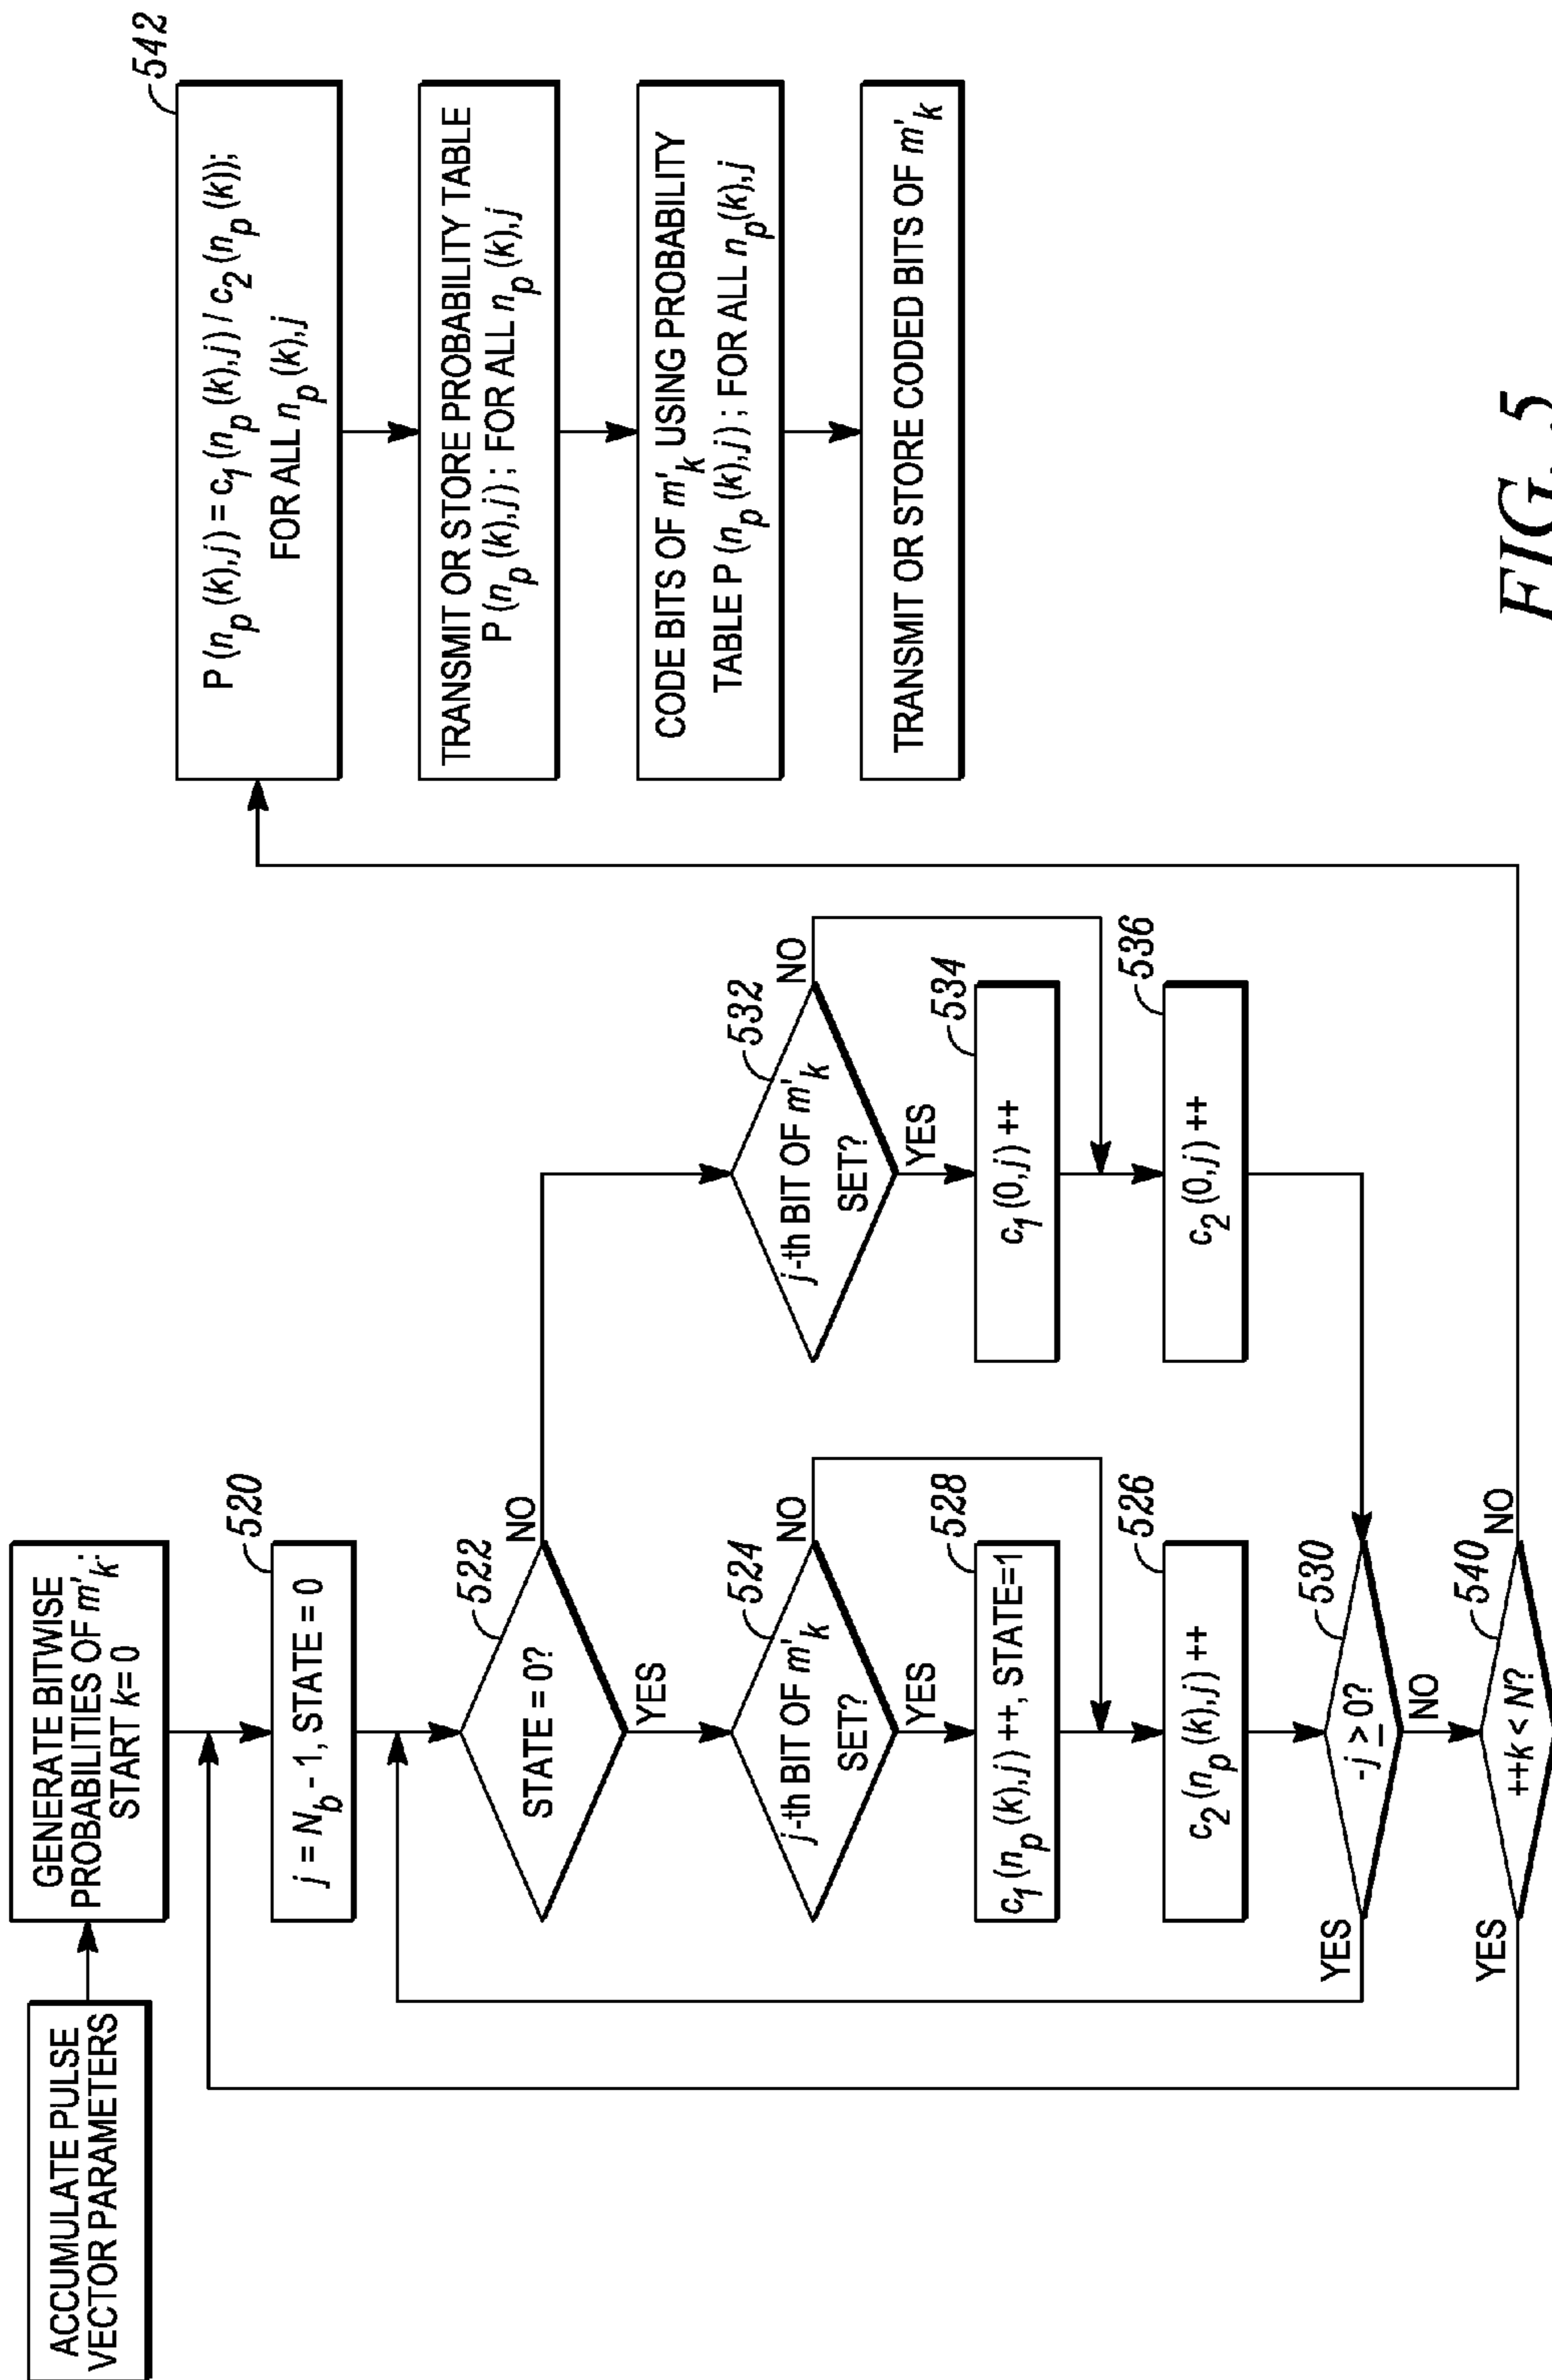 ACCUMULATE PULSE
VECTOR PARAMETERS
GENERATE BITWISE
PROBABILITIES OF m'k:
START k= 0
520
j = Nb - 1, STATE = 0
522
STATE = 0?
NO
YES
524
j-th BIT OF m'k
SET?
NO
YES
528
c1 (np (k),j) ++, STATE=1
526
c2 (np (k),j) ++
532
j-th BIT OF m'k
SET?
NO
YES
534
c1 (0,j) ++
536
c2 (0,j) ++
530
-j ≥ 0?
YES
NO
540
++k < N?
YES
NO
542
P (np (k),j) = c1 (np (k),j) / c2 (np (k));
FOR ALL np (k),j
TRANSMIT OR STORE PROBABILITY TABLE
P (np (k),j) ; FOR ALL np (k),j
CODE BITS OF m'k USING PROBABILITY
TABLE P (np (k),j) ; FOR ALL np(k),j
TRANSMIT OR STORE CODED BITS OF m'k
FIG. 5